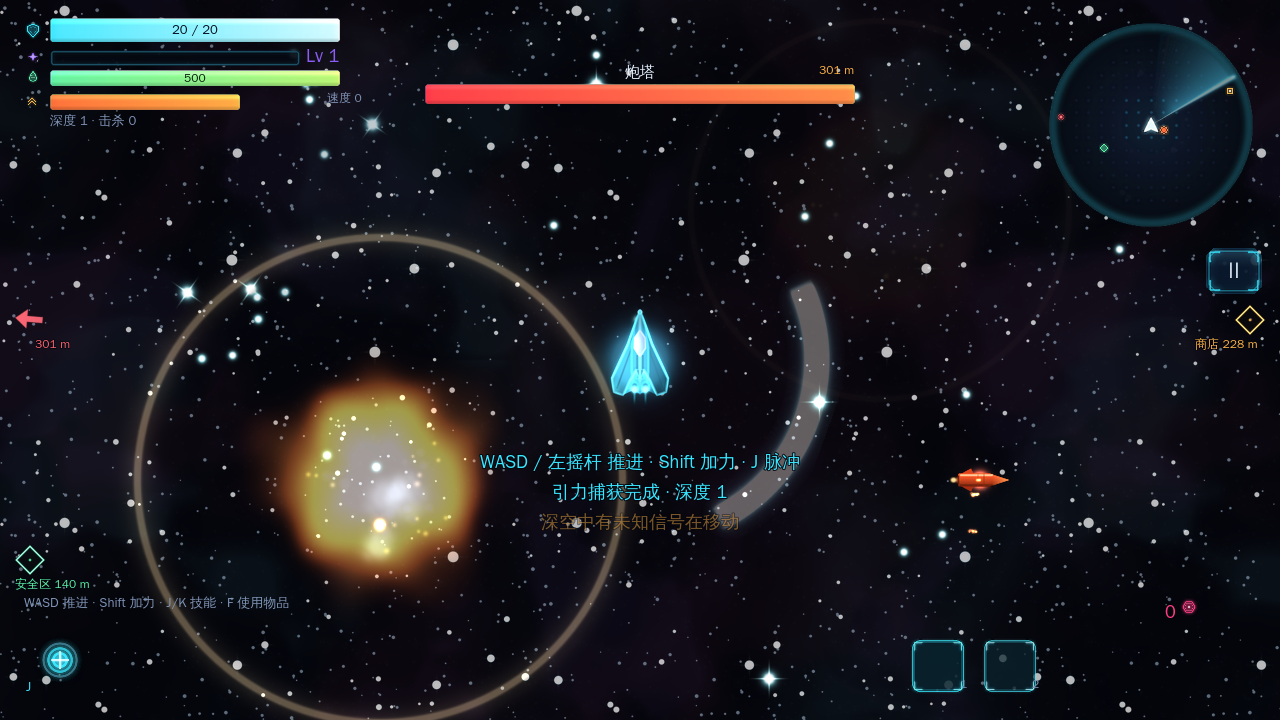 20 / 20
Lv 1
500
速度 0
深度 1 · 击杀 0
炮塔
301 m
301 m
商店 228 m
WASD / 左摇杆 推进 · Shift 加力 · J 脉冲
引力捕获完成 · 深度 1
深空中有未知信号在移动
安全区 140 m
WASD 推进 · Shift 加力 · J/K 技能 · F 使用物品
0
J